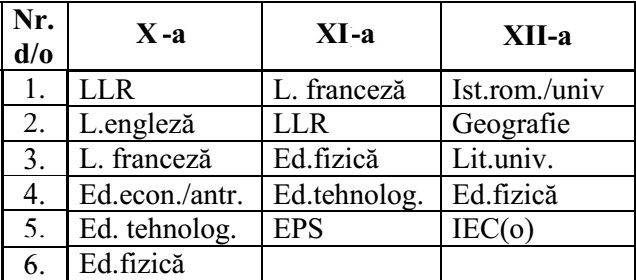 Nr. d/o X-a XI-a XII-a
1. LLR L. franceză Ist.rom./univ
2. L.engleză LLR Geografie
3. L. franceză Ed.fizică Lit.univ.
4. Ed.econ./antr. Ed.tehnolog. Ed.fizică
5. Ed. tehnolog. EPS IEC(o)
6. Ed.fizică